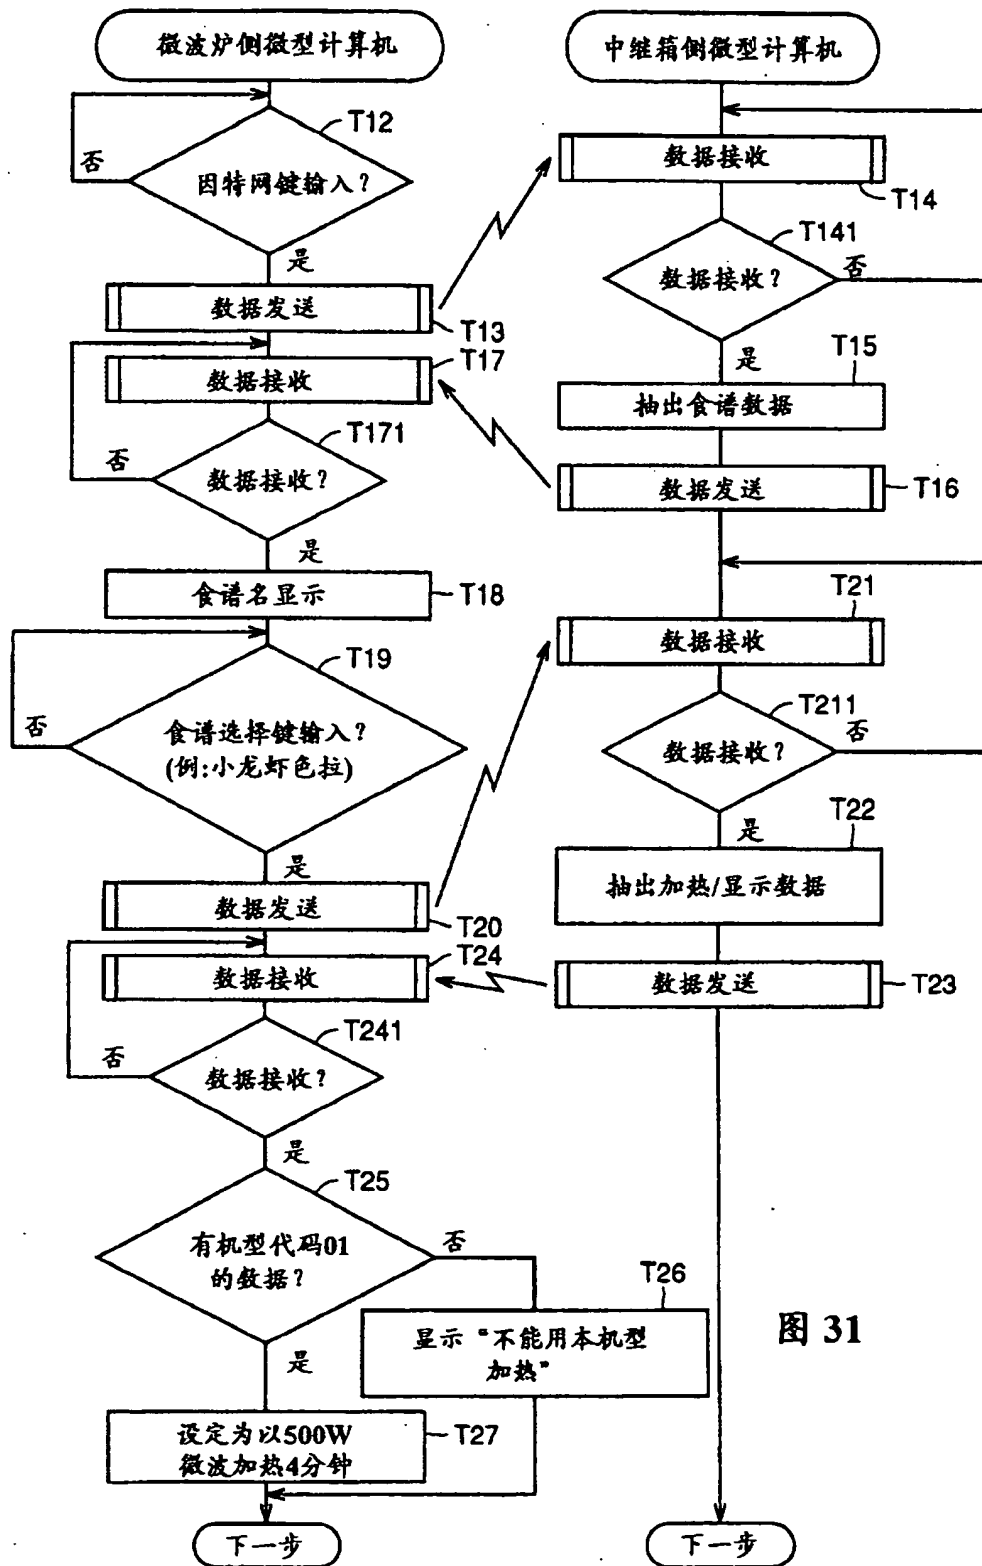 微波炉侧微型计算机
T12
因特网键输入？
否
是
数据发送
T13
数据接收
T17
T171
数据接收？
否
是
食谱名显示
T18
T19
食谱选择键输入？
(例:小龙虾色拉)
否
是
数据发送
T20
数据接收
T24
T241
数据接收？
否
是
T25
有机型代码01
的数据？
否
是
T26
显示“不能用本机型
加热”
设定为以500W
微波加热4分钟
T27
下一步
中继箱侧微型计算机
数据接收
T14
T141
数据接收？
否
是
T15
抽出食谱数据
数据发送
T16
T21
数据接收
T211
数据接收？
否
是
T22
抽出加热/显示数据
数据发送
T23
下一步
图 31